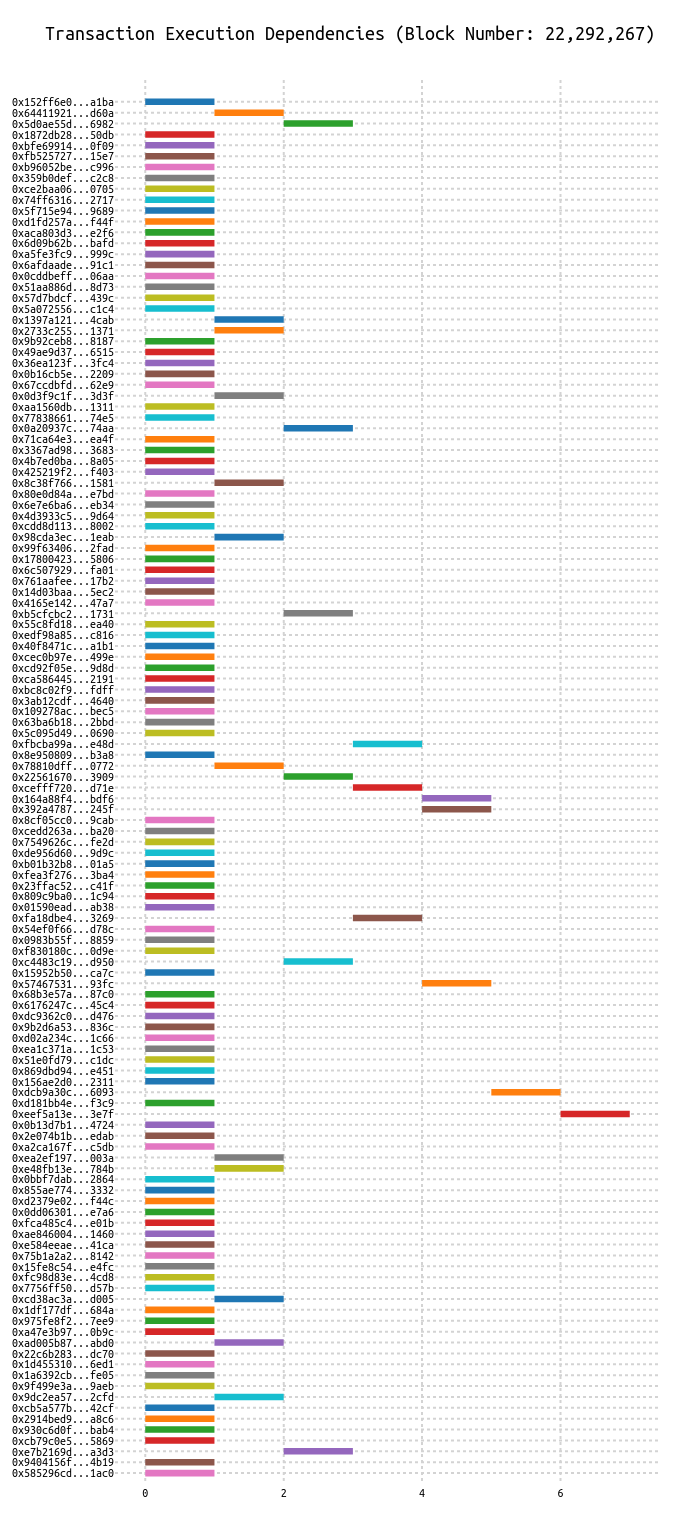 Transaction Execution Dependencies (Block Number: 22,292,267)
0x152ff6e0...a1ba
0x64411921...d60a
0x5d0ae55d...6982
0x1872db28...50db
0xbfe69914...0f09
0xfb525727...15e7
0xb96052be...c996
0x359b0def...c2c8
0xce2baa06...0705
0x74ff6316...2717
0x5f715e94...9689
0xd1fd257a...f44f
0xaca803d3...e2f6
0x6d09b62b...bafd
0xa5fe3fc9...999c
0x6afdaade...91c1
0x0cddbeff...06aa
0x51aa886d...8d73
0x57d7bdcf...439c
0x5a072556...c1c4
0x1397a121...4cab
0x2733c255...1371
0x9b92ceb8...8187
0x49ae9d37...6515
0x36ea123f...3fc4
0x0b16cb5e...2209
0x67ccdbfd...62e9
0x0d3f9c1f...3d3f
0xaa1560db...1311
0x77838661...74e5
0x0a20937c...74aa
0x71ca64e3...ea4f
0x3367ad98...3683
0x4b7ed0ba...8a05
0x425219f2...f403
0x8c38f766...1581
0x80e0d84a...e7bd
0x6e7e6ba6...eb34
0x4d3933c5...9d64
0xcdd8d113...8002
0x98cda3ec...1eab
0x99f63406...2fad
0x17800423...5806
0x6c507929...fa01
0x761aafee...17b2
0x14d03baa...5ec2
0x4165e142...47a7
0xb5cfcbc2...1731
0x55c8fd18...ea40
0xedf98a85...c816
0x40f8471c...a1b1
0xcec0b97e...499e
0xcd92f05e...9d8d
0xca586445...2191
0xbc8c02f9...fdff
0x3ab12cdf...4640
0x109278ac...bec5
0x63ba6b18...2bbd
0x5c095d49...0690
0xfbcba99a...e48d
0x8e950809...b3a8
0x78810dff...0772
0x22561670...3909
0xcefff720...d71e
0x164a88f4...bdf6
0x392a4787...245f
0x8cf05cc0...9cab
0xcedd263a...ba20
0x7549626c...fe2d
0xde956d60...9d9c
0xb01b32b8...01a5
0xfea3f276...3ba4
0x23ffac52...c41f
0x809c9ba0...1c94
0x01590ead...ab38
0xfa18dbe4...3269
0x54ef0f66...d78c
0x0983b55f...8859
0xf830180c...0d9e
0xc4483c19...d950
0x15952b50...ca7c
0x57467531...93fc
0x68b3e57a...87c0
0x6176247c...45c4
0xdc9362c0...d476
0x9b2d6a53...836c
0xd02a234c...1c66
0xea1c371a...1c53
0x51e0fd79...c1dc
0x869dbd94...e451
0x156ae2d0...2311
0xdcb9a30c...6093
0xd181bb4e...f3c9
0xeef5a13e...3e7f
0x0b13d7b1...4724
0x2e074b1b...edab
0xa2ca167f...c5db
0xea2ef197...003a
0xe48fb13e...784b
0x0bbf7dab...2864
0x855ae774...3332
0xd2379e02...f44c
0x0dd06301...e7a6
0xfca485c4...e01b
0xae846004...1460
0xe584eeae...41ca
0x75b1a2a2...8142
0x15fe8c54...e4fc
0xfc98d83e...4cd8
0x7756ff50...d57b
0xcd38ac3a...d005
0x1df177df...684a
0x975fe8f2...7ee9
0xa47e3b97...0b9c
0xad005b87...abd0
0x22c6b283...dc70
0x1d455310...6ed1
0x1a6392cb...fe05
0x9f499e3a...9aeb
0x9dc2ea57...2cfd
0xcb5a577b...42cf
0x2914bed9...a8c6
0x930c6d0f...bab4
0xcb79c0e5...5869
0xe7b2169d...a3d3
0x9404156f...4b19
0x585296cd...1ac0
0 2 4 6